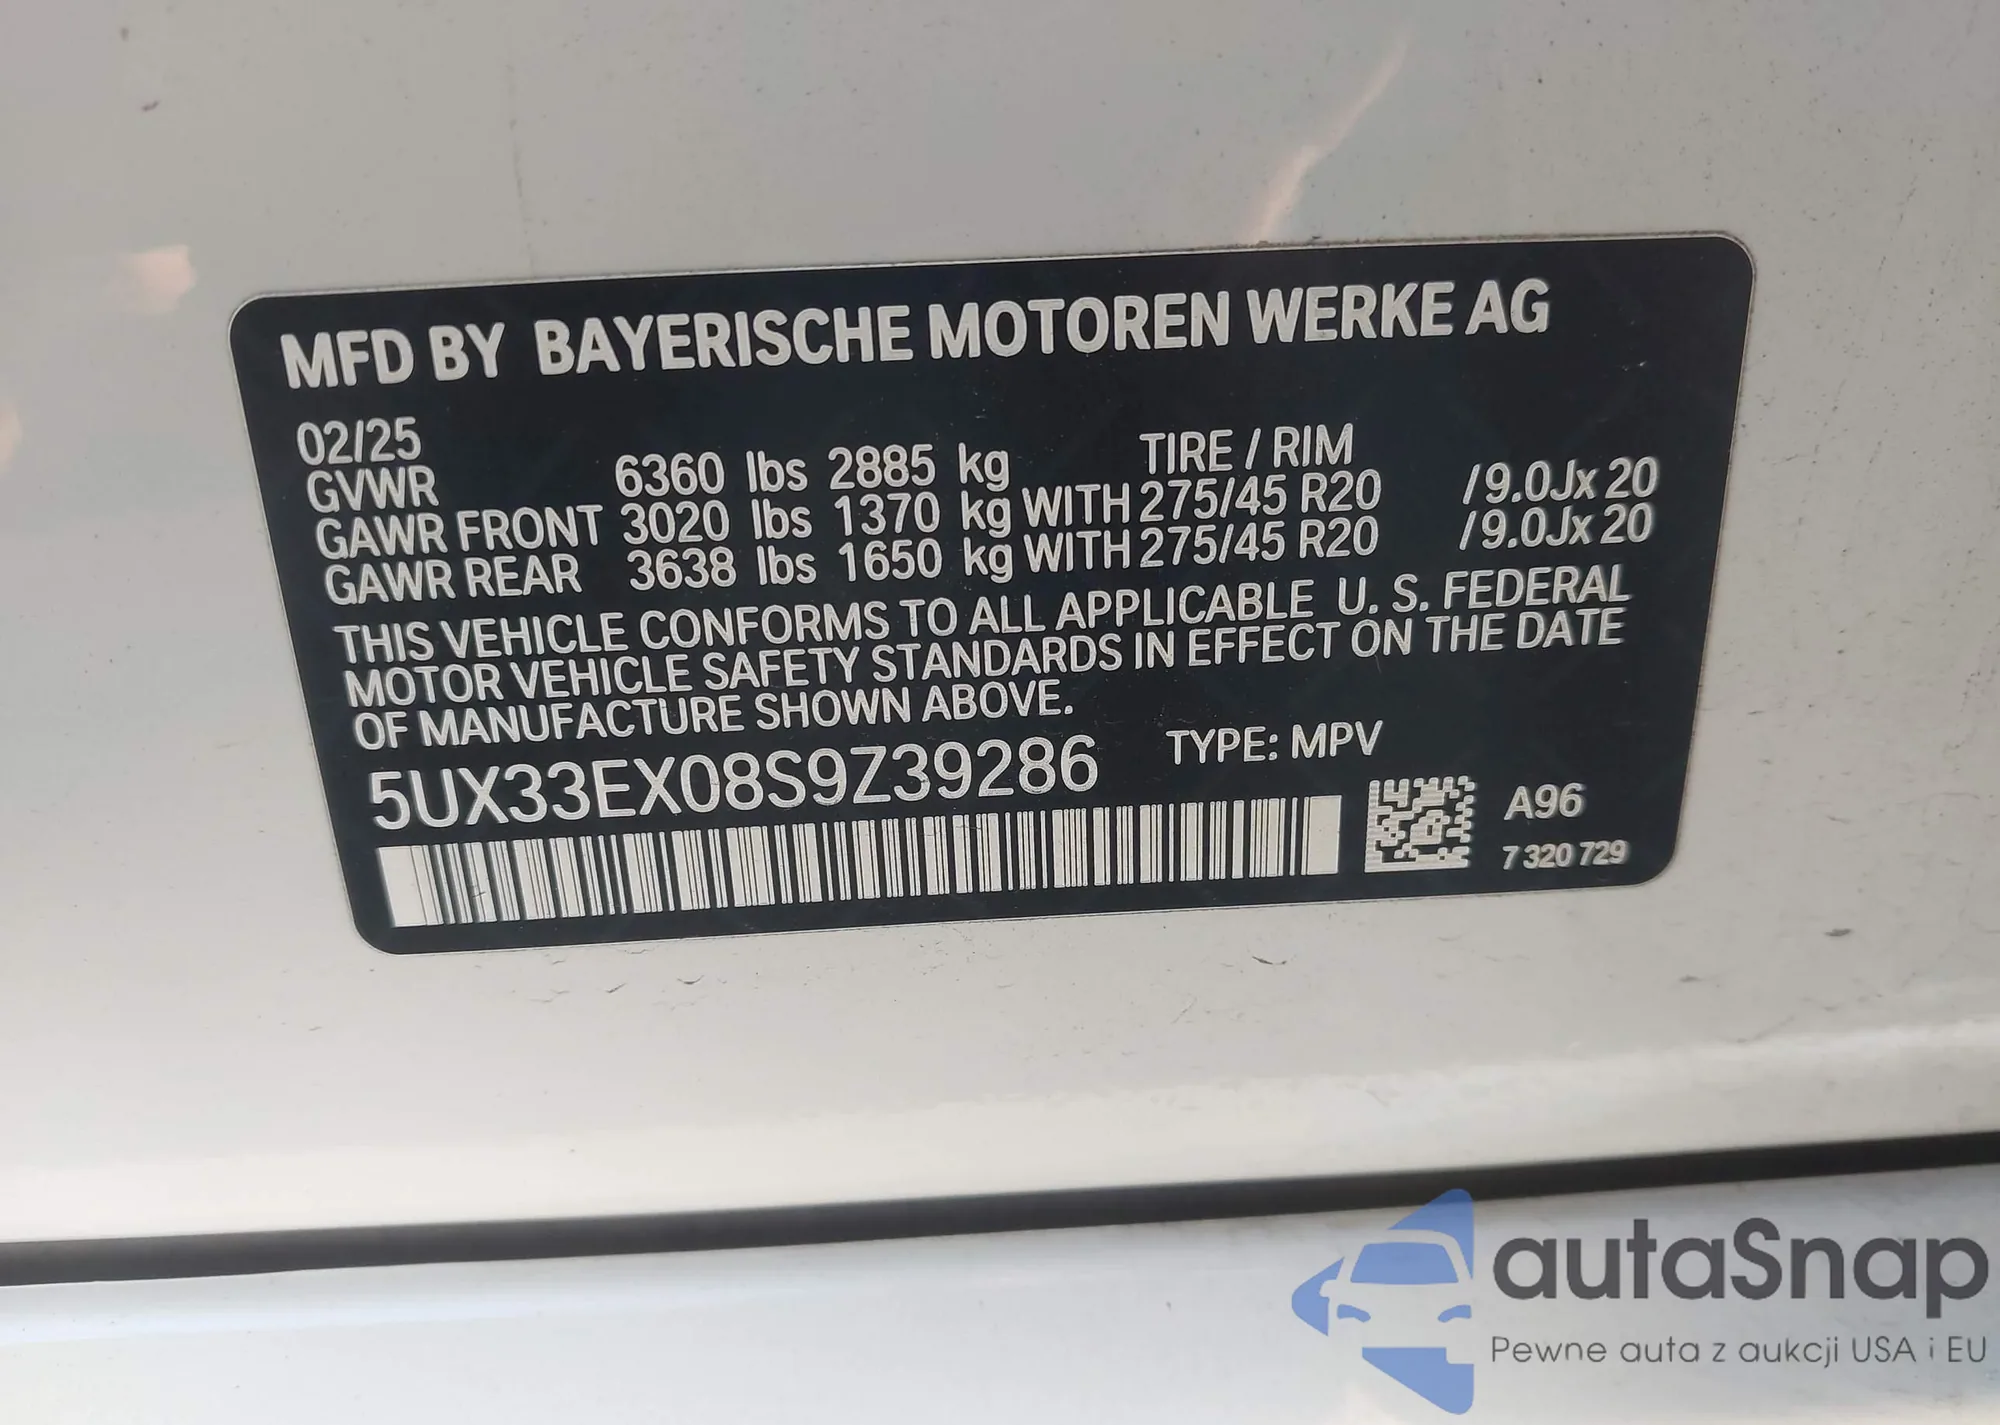 MFD BY BAYERISCHE MOTOREN WERKE AG
02/25 TIRE / RIM
GVWR 6360 lbs 2885 kg
GAWR FRONT 3020 lbs 1370 kg WITH 275/45 R20 /9.0Jx 20
GAWR REAR 3638 lbs 1650 kg WITH 275/45 R20 /9.0Jx 20
THIS VEHICLE CONFORMS TO ALL APPLICABLE U. S. FEDERAL
MOTOR VEHICLE SAFETY STANDARDS IN EFFECT ON THE DATE
OF MANUFACTURE SHOWN ABOVE.
5UX33EX08S9Z39286 TYPE: MPV
A96
7 320 729
autaSnap
Pewne auta z aukcji USA i EU